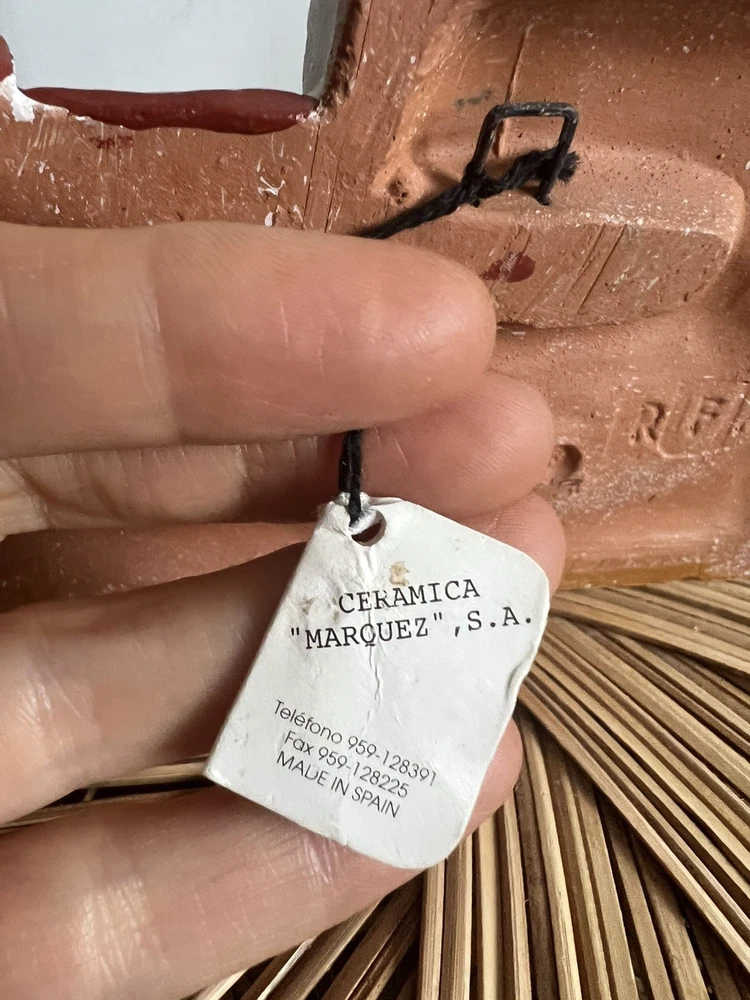 R F
CERAMICA
"MARQUEZ",S.A.
Teléfono 959-128391
Fax 959-128225
MADE IN SPAIN